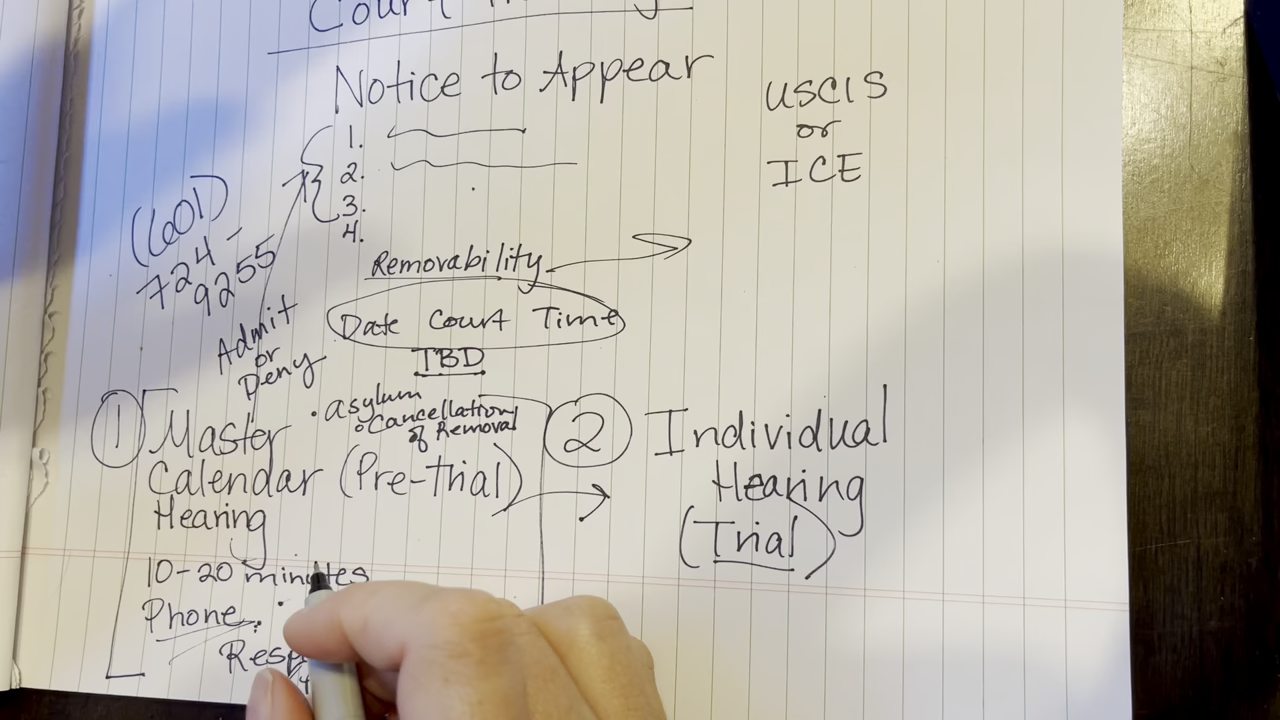 Court
Notice to Appear
USCIS
or
ICE
1.
2.
3.
4.
(601)
724-
9255
Removability
Admit
or
Deny
Date Court Time
TBD
• asylum
• Cancellation
of Removal
1 Master
Calendar (Pre-trial)
Hearing
2 Individual
Hearing
(Trial)
10-20 minutes
Phone